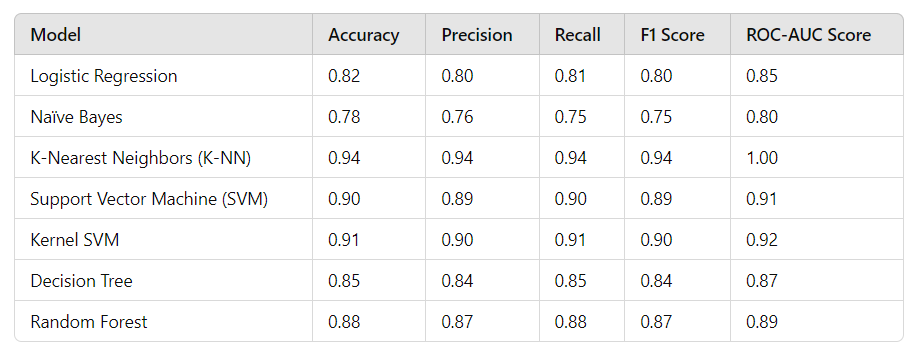 Model Accuracy Precision Recall F1 Score ROC-AUC Score
Logistic Regression 0.82 0.80 0.81 0.80 0.85
Naïve Bayes 0.78 0.76 0.75 0.75 0.80
K-Nearest Neighbors (K-NN) 0.94 0.94 0.94 0.94 1.00
Support Vector Machine (SVM) 0.90 0.89 0.90 0.89 0.91
Kernel SVM 0.91 0.90 0.91 0.90 0.92
Decision Tree 0.85 0.84 0.85 0.84 0.87
Random Forest 0.88 0.87 0.88 0.87 0.89